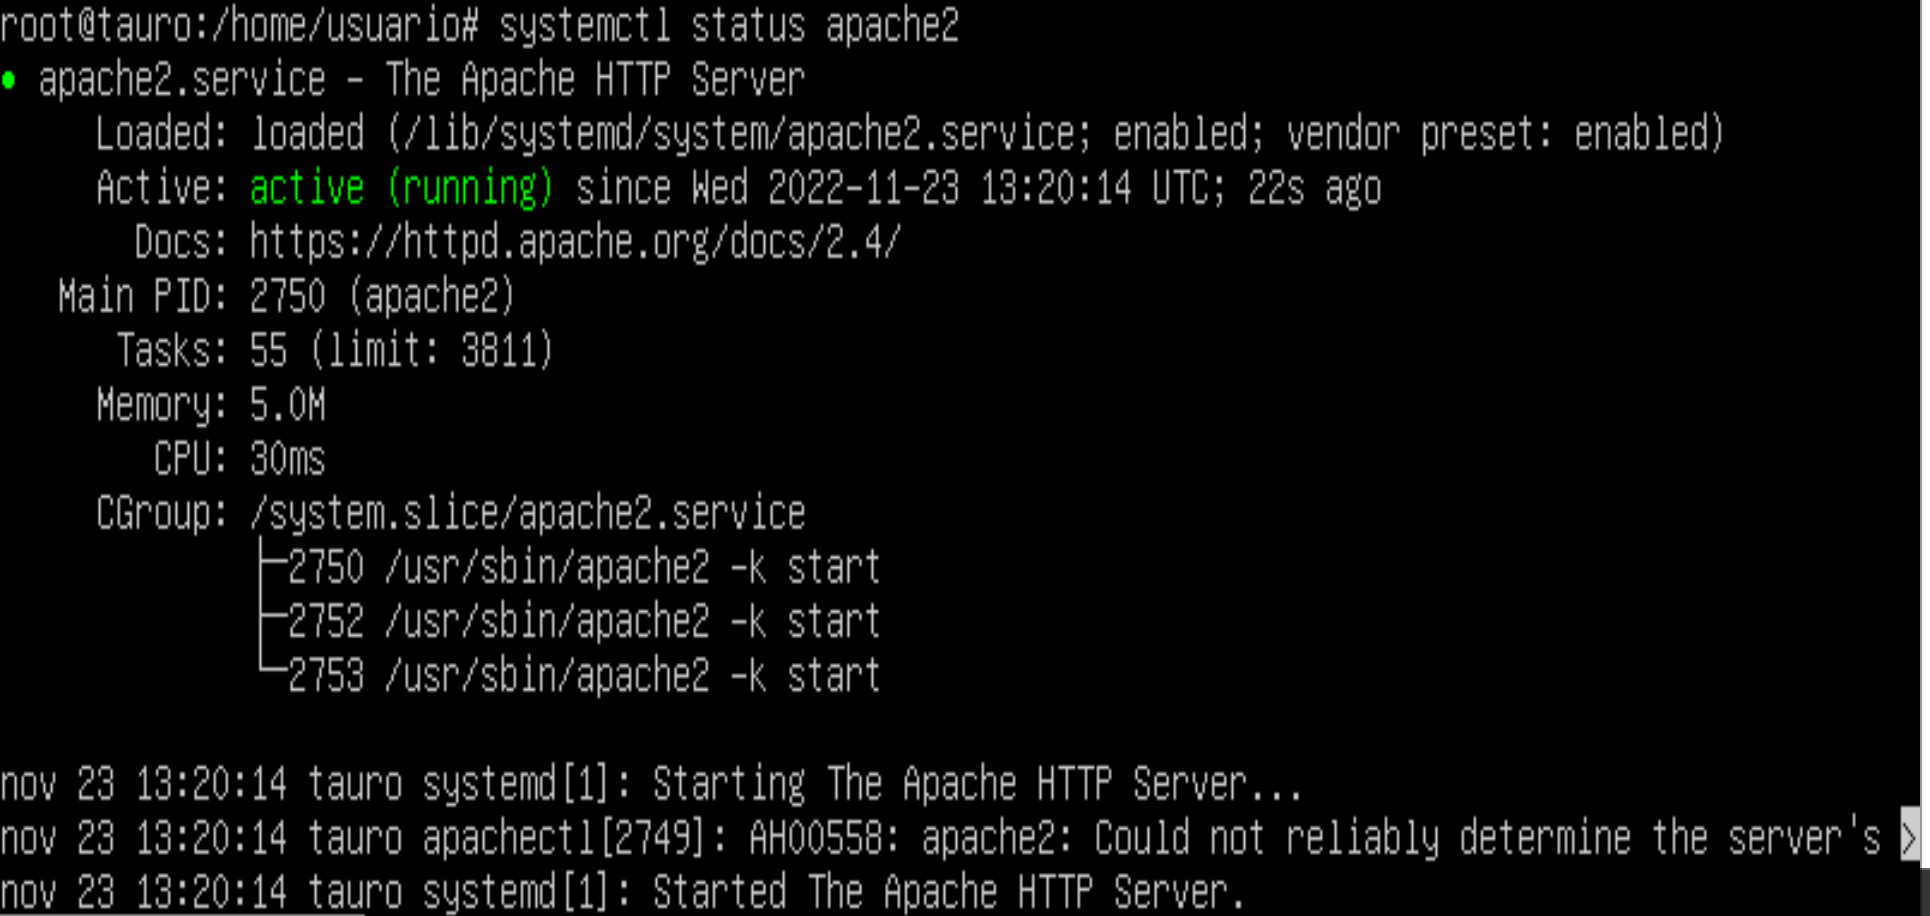 root@tauro:/home/usuario# systemctl status apache2
● apache2.service – The Apache HTTP Server
     Loaded: loaded (/lib/systemd/system/apache2.service; enabled; vendor preset: enabled)
     Active: active (running) since Wed 2022-11-23 13:20:14 UTC; 22s ago
       Docs: https://httpd.apache.org/docs/2.4/
   Main PID: 2750 (apache2)
      Tasks: 55 (limit: 3811)
     Memory: 5.0M
        CPU: 30ms
     CGroup: /system.slice/apache2.service
             ├─2750 /usr/sbin/apache2 -k start
             ├─2752 /usr/sbin/apache2 -k start
             └─2753 /usr/sbin/apache2 -k start
nov 23 13:20:14 tauro systemd[1]: Starting The Apache HTTP Server...
nov 23 13:20:14 tauro apachectl[2749]: AH00558: apache2: Could not reliably determine the server's >
nov 23 13:20:14 tauro systemd[1]: Started The Apache HTTP Server.